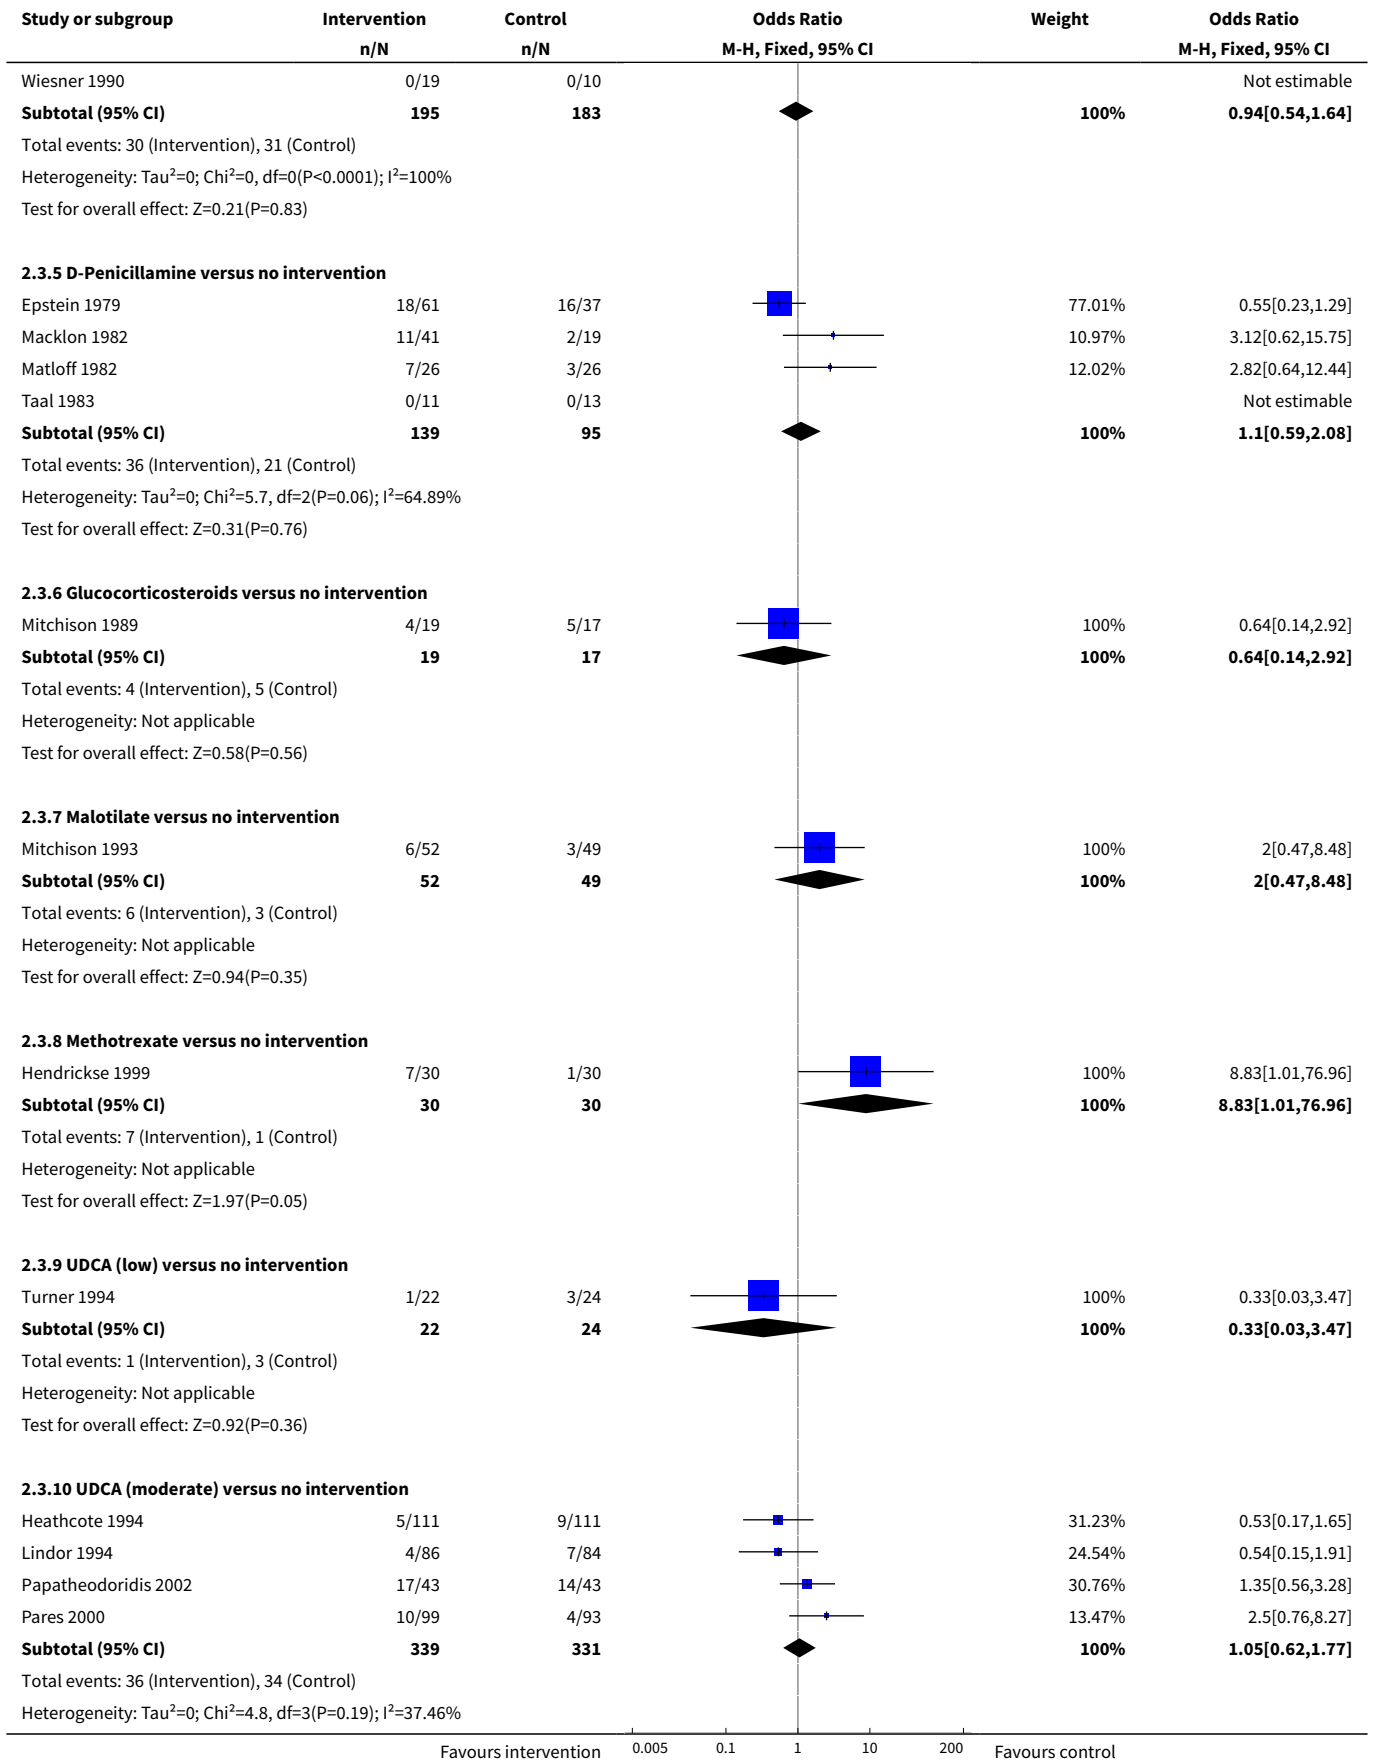 Study or subgroup Intervention Control Odds Ratio Weight Odds Ratio
n/N n/N M-H, Fixed, 95% CI M-H, Fixed, 95% CI
Wiesner 1990 0/19 0/10 Not estimable
Subtotal (95% CI) 195 183 100% 0.94[0.54,1.64]
Total events: 30 (Intervention), 31 (Control)
Heterogeneity: Tau²=0; Chi²=0, df=0(P<0.0001); I²=100%
Test for overall effect: Z=0.21(P=0.83)
2.3.5 D-Penicillamine versus no intervention
Epstein 1979 18/61 16/37 77.01% 0.55[0.23,1.29]
Macklon 1982 11/41 2/19 10.97% 3.12[0.62,15.75]
Matloff 1982 7/26 3/26 12.02% 2.82[0.64,12.44]
Taal 1983 0/11 0/13 Not estimable
Subtotal (95% CI) 139 95 100% 1.1[0.59,2.08]
Total events: 36 (Intervention), 21 (Control)
Heterogeneity: Tau²=0; Chi²=5.7, df=2(P=0.06); I²=64.89%
Test for overall effect: Z=0.31(P=0.76)
2.3.6 Glucocorticosteroids versus no intervention
Mitchison 1989 4/19 5/17 100% 0.64[0.14,2.92]
Subtotal (95% CI) 19 17 100% 0.64[0.14,2.92]
Total events: 4 (Intervention), 5 (Control)
Heterogeneity: Not applicable
Test for overall effect: Z=0.58(P=0.56)
2.3.7 Malotilate versus no intervention
Mitchison 1993 6/52 3/49 100% 2[0.47,8.48]
Subtotal (95% CI) 52 49 100% 2[0.47,8.48]
Total events: 6 (Intervention), 3 (Control)
Heterogeneity: Not applicable
Test for overall effect: Z=0.94(P=0.35)
2.3.8 Methotrexate versus no intervention
Hendrickse 1999 7/30 1/30 100% 8.83[1.01,76.96]
Subtotal (95% CI) 30 30 100% 8.83[1.01,76.96]
Total events: 7 (Intervention), 1 (Control)
Heterogeneity: Not applicable
Test for overall effect: Z=1.97(P=0.05)
2.3.9 UDCA (low) versus no intervention
Turner 1994 1/22 3/24 100% 0.33[0.03,3.47]
Subtotal (95% CI) 22 24 100% 0.33[0.03,3.47]
Total events: 1 (Intervention), 3 (Control)
Heterogeneity: Not applicable
Test for overall effect: Z=0.92(P=0.36)
2.3.10 UDCA (moderate) versus no intervention
Heathcote 1994 5/111 9/111 31.23% 0.53[0.17,1.65]
Lindor 1994 4/86 7/84 24.54% 0.54[0.15,1.91]
Papatheodoridis 2002 17/43 14/43 30.76% 1.35[0.56,3.28]
Pares 2000 10/99 4/93 13.47% 2.5[0.76,8.27]
Subtotal (95% CI) 339 331 100% 1.05[0.62,1.77]
Total events: 36 (Intervention), 34 (Control)
Heterogeneity: Tau²=0; Chi²=4.8, df=3(P=0.19); I²=37.46%
Favours intervention 0.005 0.1 1 10 200 Favours control